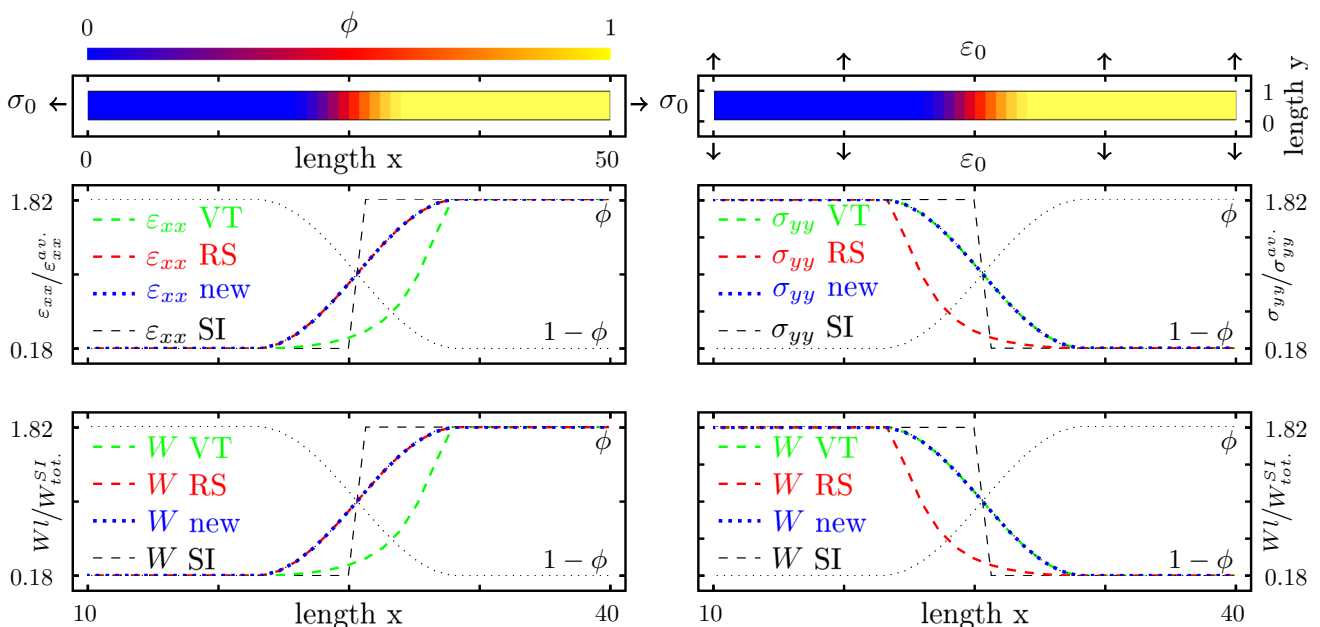 0 ϕ 1
σ₀
0 length x 50
ε₀
σ₀
ε₀
1
0
length y
1.82
0.18
εxx/εxx^av.
εxx VT
εxx RS
εxx new
εxx SI
ϕ
1 − ϕ
σyy VT
σyy RS
σyy new
σyy SI
ϕ
1 − ϕ
1.82
0.18
σyy/σyy^av.
1.82
0.18
Wl/W_tot.^SI
W VT
W RS
W new
W SI
ϕ
1 − ϕ
10 length x 40
W VT
W RS
W new
W SI
ϕ
1 − ϕ
1.82
0.18
Wl/W_tot.^SI
10 length x 40